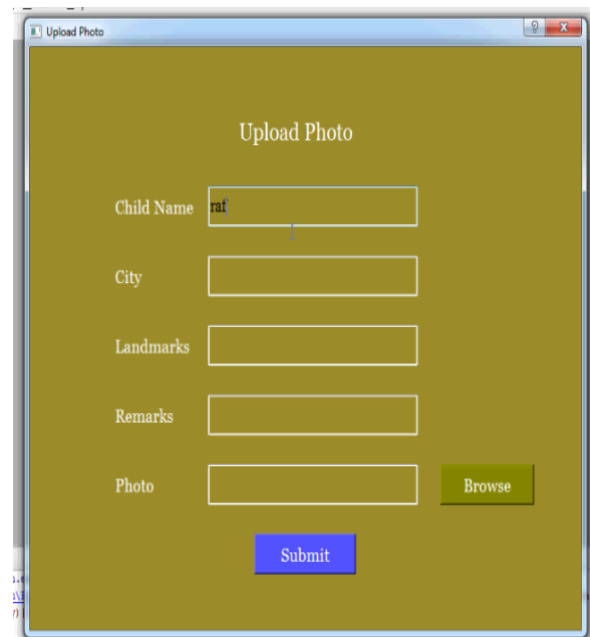 Upload Photo
Upload Photo
Child Name raf
City
Landmarks
Remarks
Photo Browse
Submit